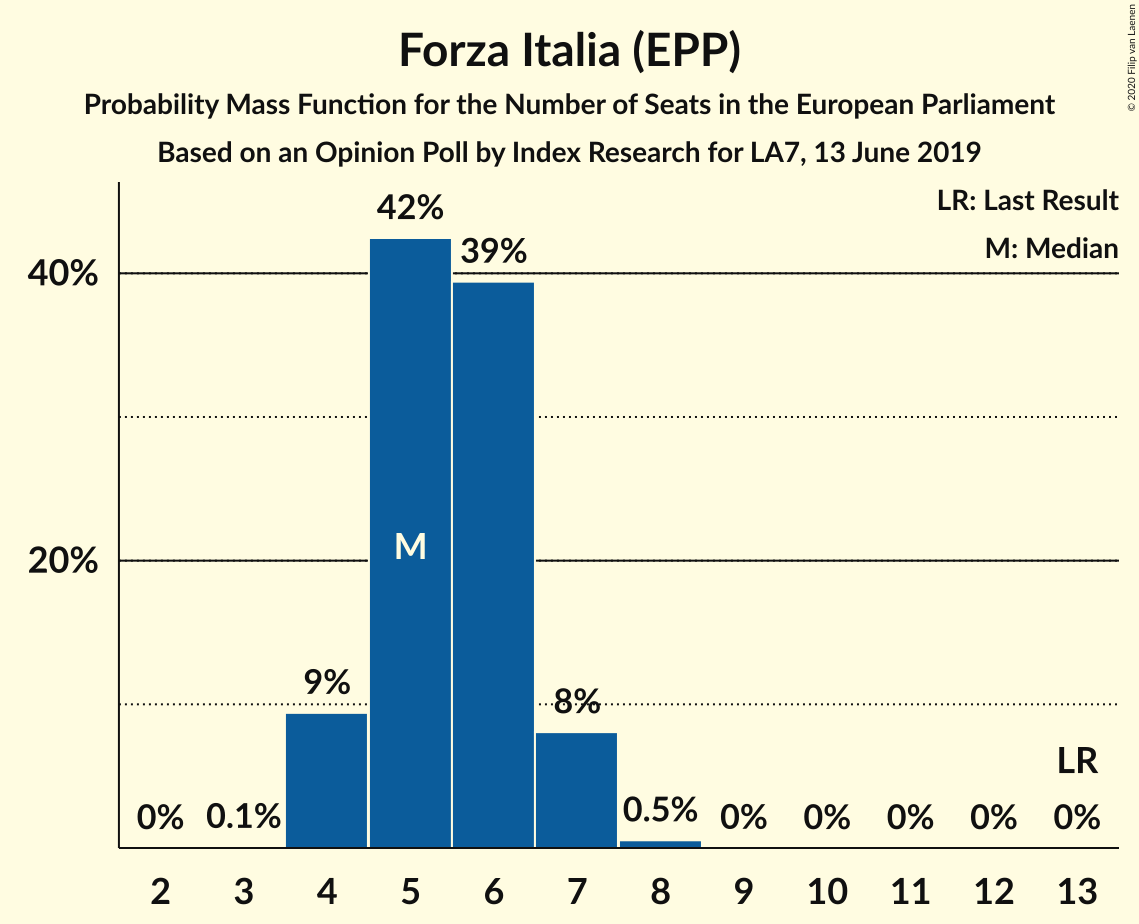 Forza Italia (EPP)
Probability Mass Function for the Number of Seats in the European Parliament
Based on an Opinion Poll by Index Research for LA7, 13 June 2019
© 2020 Filip van Laenen
LR: Last Result
M: Median
40%
20%
0%
0.1%
9%
42%
M
39%
8%
0.5%
0%
0%
0%
0%
LR
0%
2 3 4 5 6 7 8 9 10 11 12 13